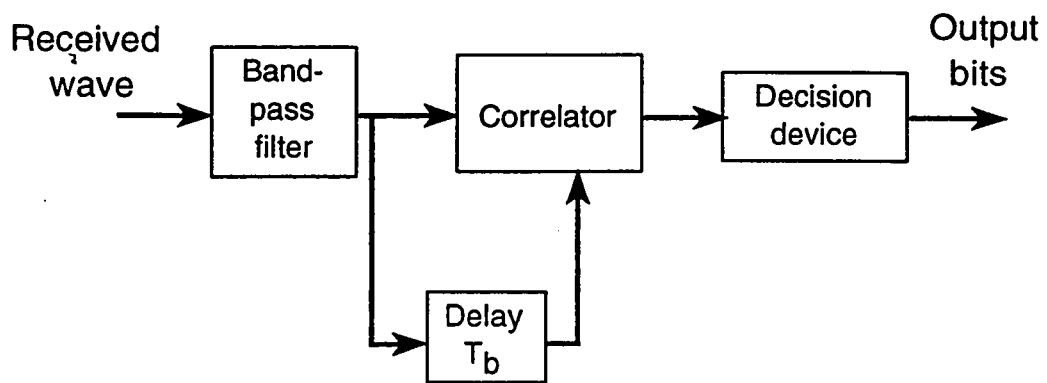 Received
wave
Band-
pass
filter
Correlator
Decision
device
Output
bits
Delay
Tb